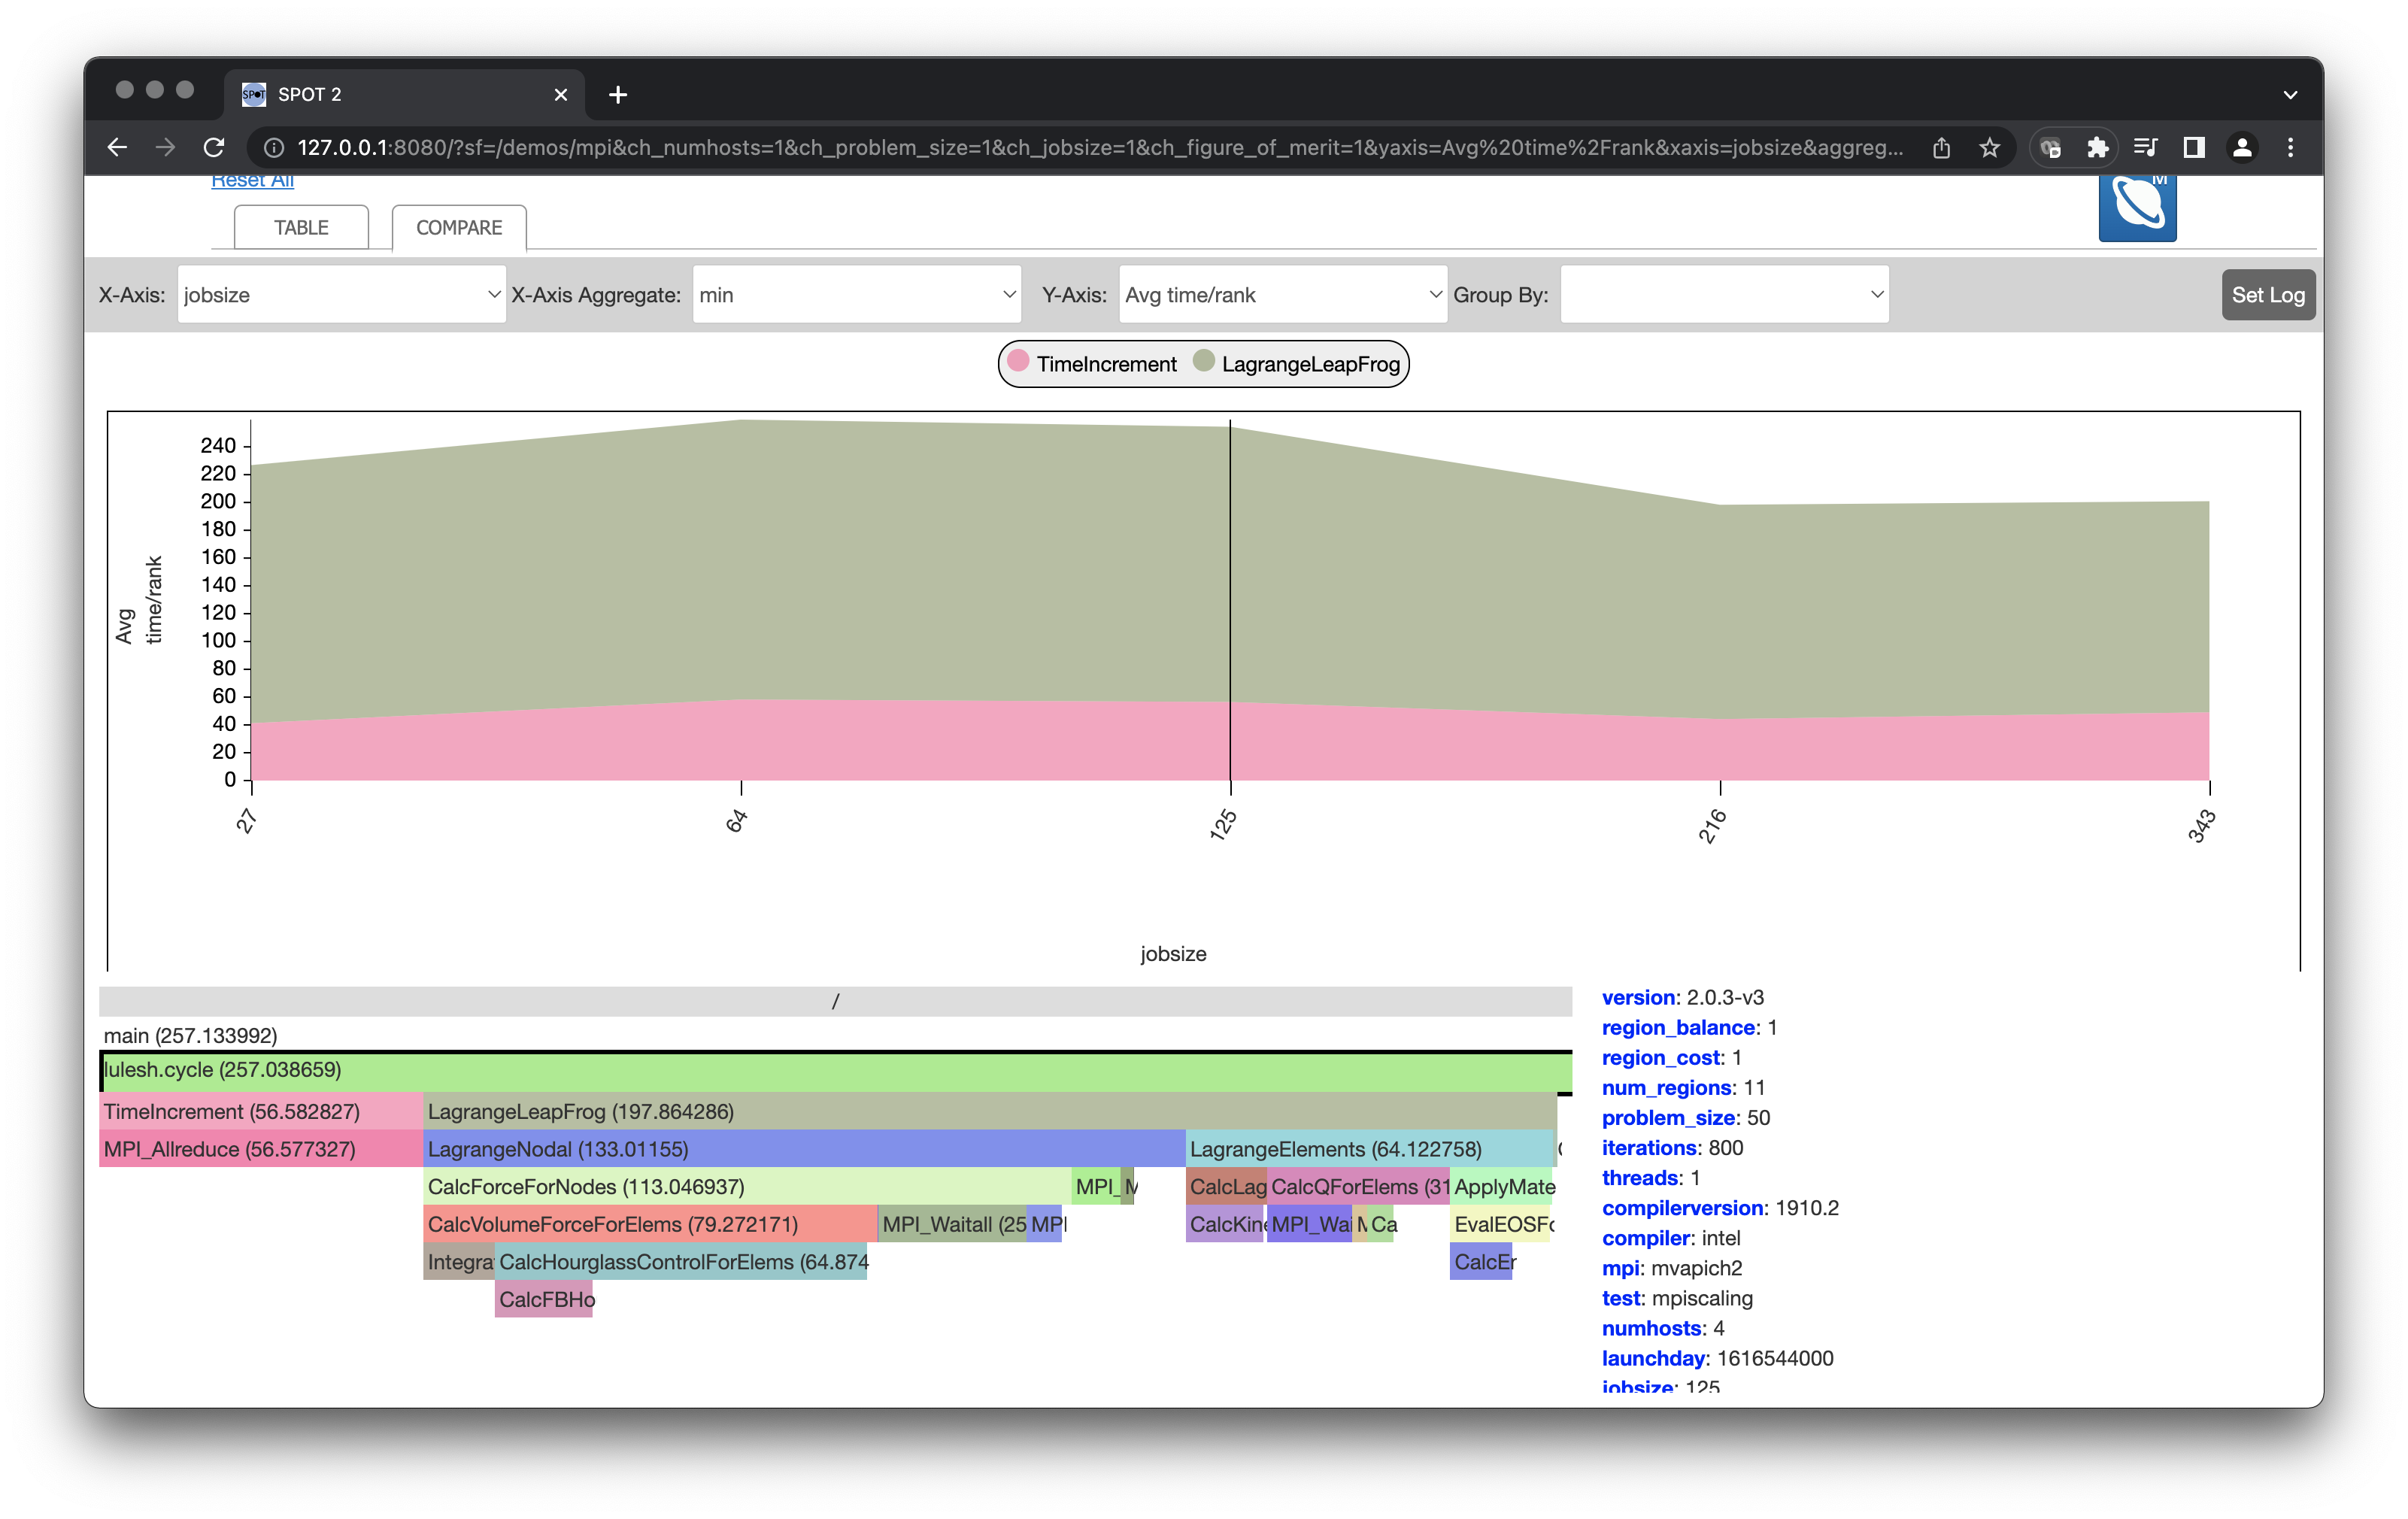 SPOT 2
127.0.0.1:8080/?sf=/demos/mpi&ch_numhosts=1&ch_problem_size=1&ch_jobsize=1&ch_figure_of_merit=1&yaxis=Avg%20time%2Frank&xaxis=jobsize&aggreg...
Reset All
TABLE COMPARE
X-Axis: jobsize X-Axis Aggregate: min Y-Axis: Avg time/rank Group By: Set Log
TimeIncrement LagrangeLeapFrog
240
220
200
180
160
140
120
100
80
60
40
20
0
Avg
time/rank
27 64 125 216 343
jobsize
/
main (257.133992)
lulesh.cycle (257.038659)
TimeIncrement (56.582827) LagrangeLeapFrog (197.864286)
MPI_Allreduce (56.577327) LagrangeNodal (133.01155) LagrangeElements (64.122758)
CalcForceForNodes (113.046937) MPI_ M CalcLag CalcQForElems (31 ApplyMate
CalcVolumeForceForElems (79.272171) MPI_Waitall (25 MPI CalcKine MPI_Wai M Ca EvalEOSFo
Integra CalcHourglassControlForElems (64.874 CalcEr
CalcFBHo
version: 2.0.3-v3
region_balance: 1
region_cost: 1
num_regions: 11
problem_size: 50
iterations: 800
threads: 1
compilerversion: 1910.2
compiler: intel
mpi: mvapich2
test: mpiscaling
numhosts: 4
launchday: 1616544000
jobsize: 125